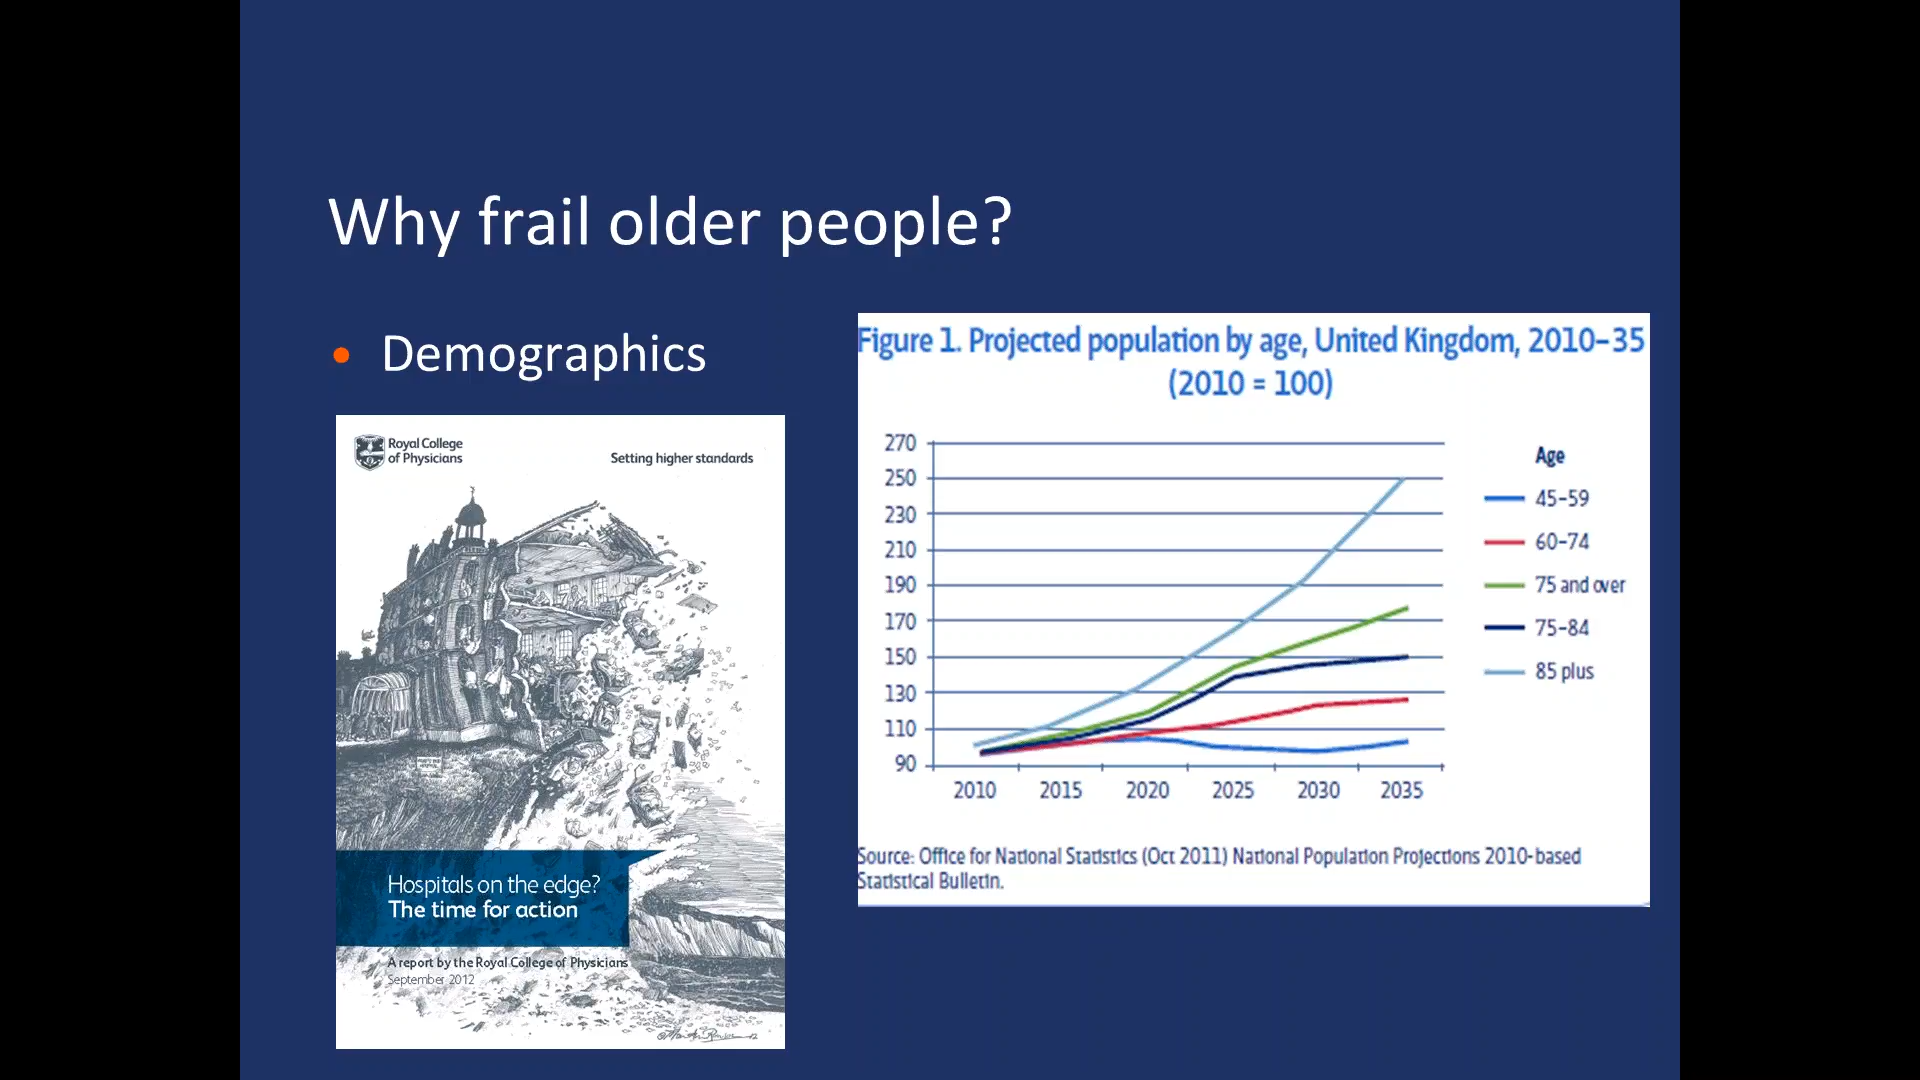 Why frail older people?
• Demographics
Royal College
of Physicians
Setting higher standards
Hospitals on the edge?
The time for action
A report by the Royal College of Physicians
September 2012
Figure 1. Projected population by age, United Kingdom, 2010–35
(2010 = 100)
270
250
230
210
190
170
150
130
110
90
2010 2015 2020 2025 2030 2035
Age
45–59
60–74
75 and over
75–84
85 plus
Source: Office for National Statistics (Oct 2011) National Population Projections 2010-based
Statistical Bulletin.